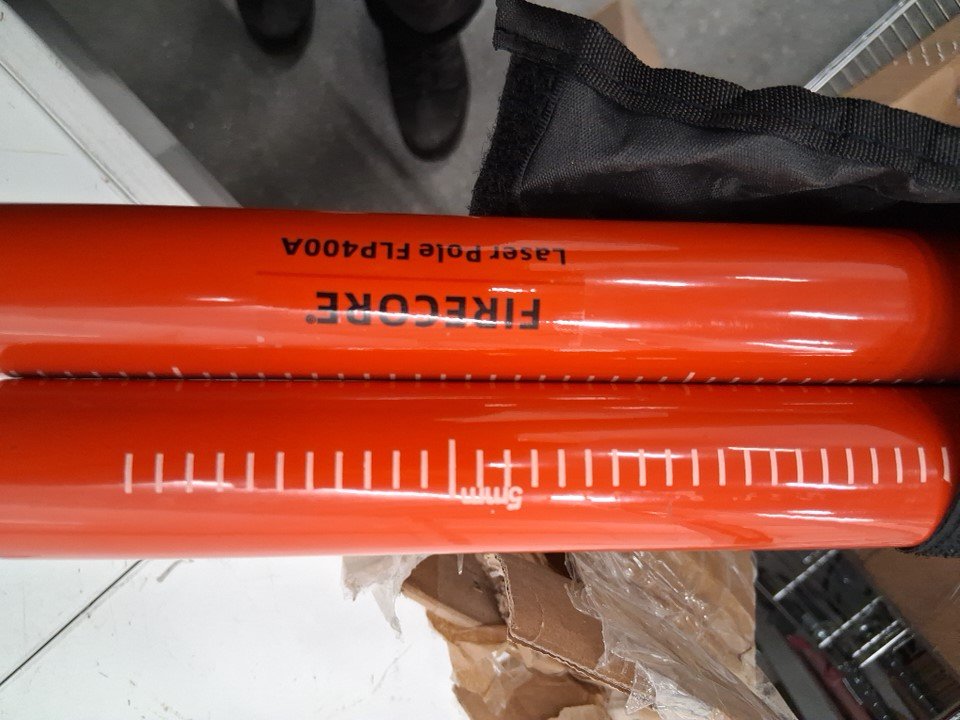 FIRECORE®
Laser Pole FLP400A
5mm